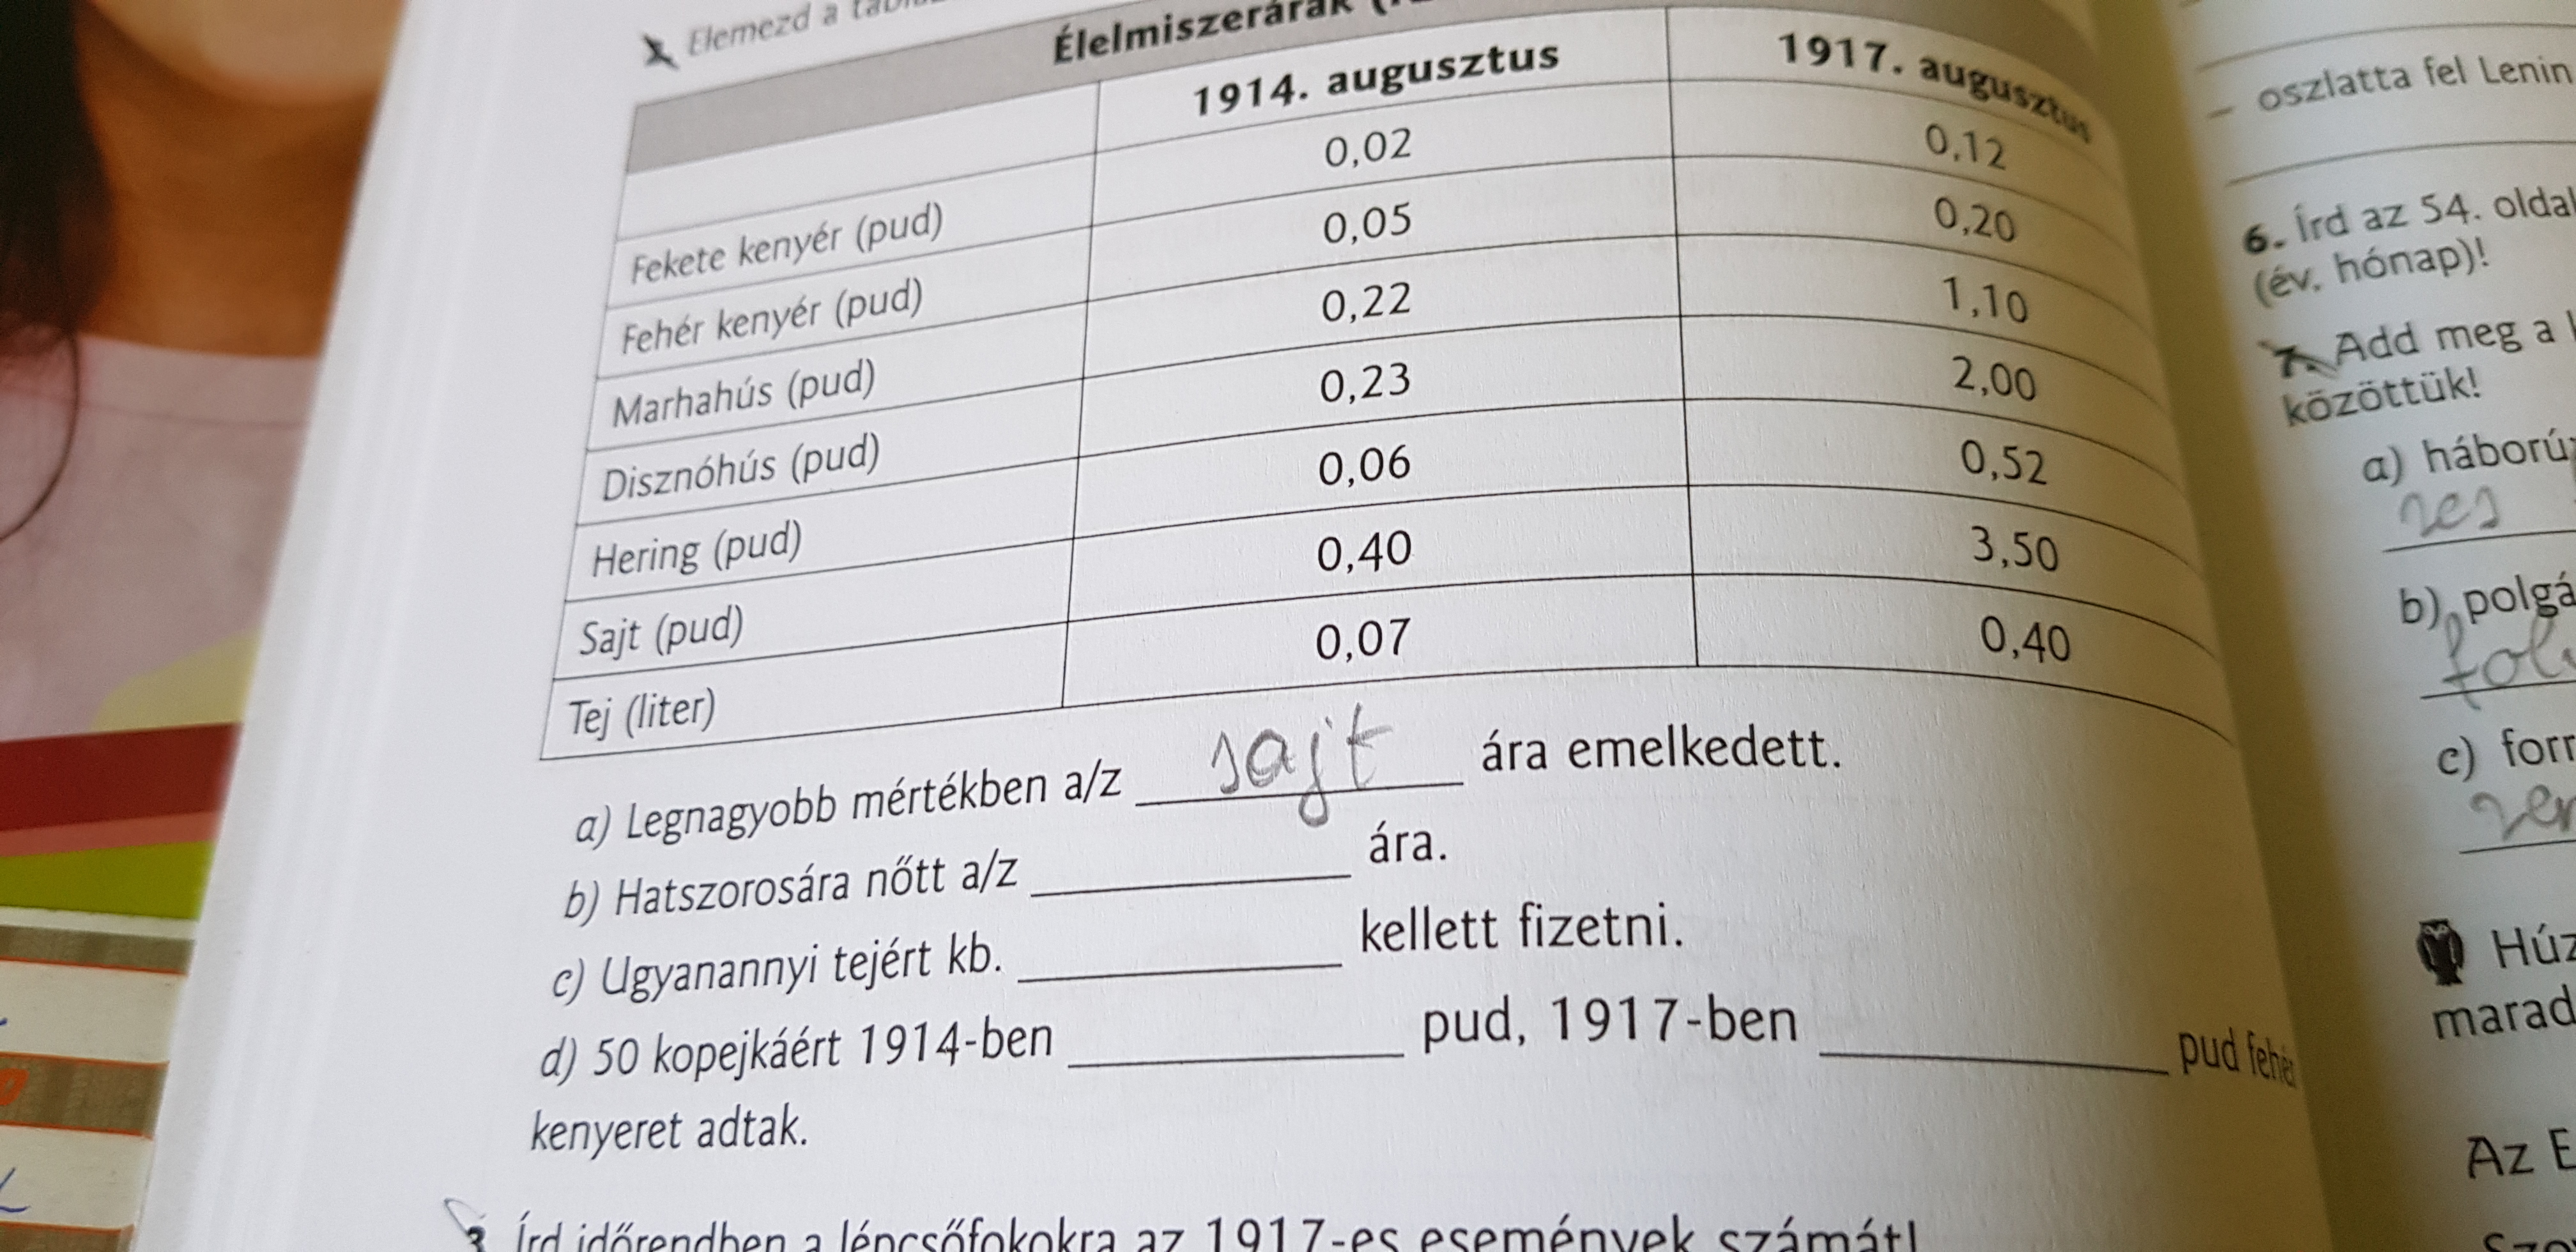 Elemezd a
Élelmiszerárak
1914. augusztus 1917. augusztus
Fekete kenyér (pud) 0,02 0,12
Fehér kenyér (pud) 0,05 0,20
Marhahús (pud) 0,22 1,10
Disznóhús (pud) 0,23 2,00
Hering (pud) 0,06 0,52
Sajt (pud) 0,40 3,50
Tej (liter) 0,07 0,40
a) Legnagyobb mértékben a/z sajt ára emelkedett.
b) Hatszorosára nőtt a/z ára.
c) Ugyanannyi tejért kb. kellett fizetni.
d) 50 kopejkáért 1914-ben pud, 1917-ben pud fehér
kenyeret adtak.
3. Írd időrendben a lépcsőfokokra az 1917-es események számát!
– oszlatta fel Lenin
6. Írd az 54. oldal
(év, hónap)!
7. Add meg a
közöttük!
a) háború
b) polgá
c) forr
Húz
marad
Az E